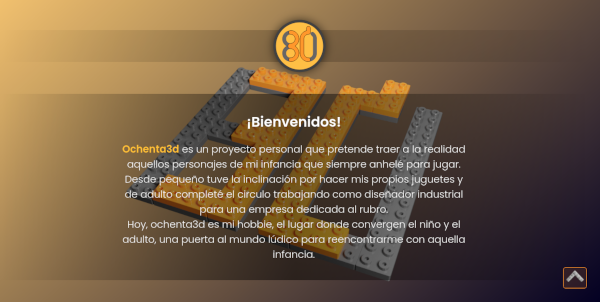 80
¡Bienvenidos!
Ochenta3d es un proyecto personal que pretende traer a la realidad
aquellos personajes de mi infancia que siempre anhelé para jugar.
Desde pequeño tuve la inclinación por hacer mis propios juguetes y
de adulto completé el circulo trabajando como diseñador industrial
para una empresa dedicada al rubro.
Hoy, ochenta3d es mi hobbie, el lugar donde convergen el niño y el
adulto, una puerta al mundo lúdico para reencontrarme con aquella
infancia.